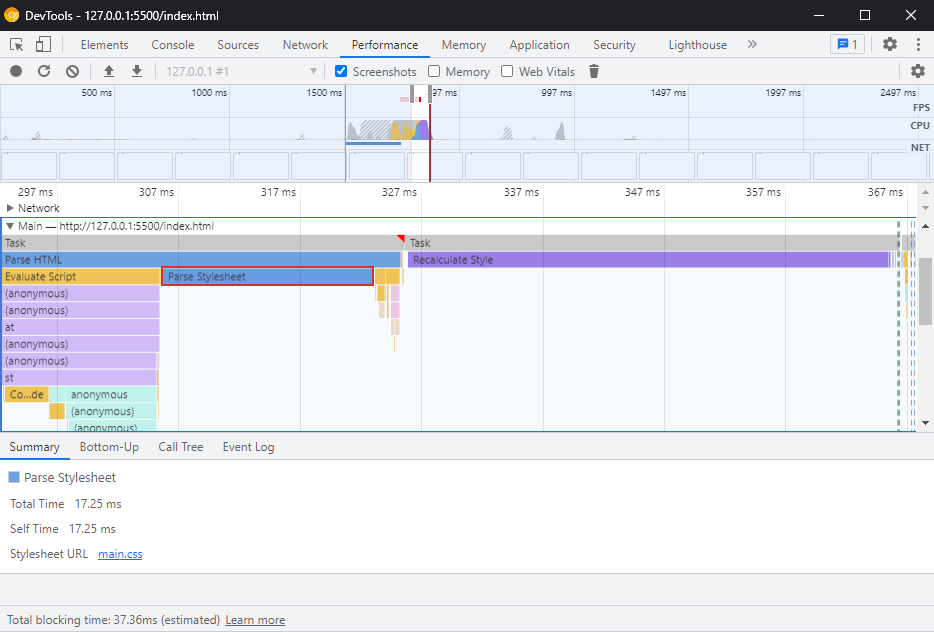 DevTools - 127.0.0.1:5500/index.html
Elements Console Sources Network Performance Memory Application Security Lighthouse » 1
127.0.0.1 #1 Screenshots Memory Web Vitals
500 ms 1000 ms 1500 ms 97 ms 997 ms 1497 ms 1997 ms 2497 ms
FPS
CPU
NET
297 ms 307 ms 317 ms 327 ms 337 ms 347 ms 357 ms 367 ms
Network
Main — http://127.0.0.1:5500/index.html
Task Task
Parse HTML Recalculate Style
Evaluate Script Parse Stylesheet
(anonymous)
(anonymous)
at
(anonymous)
(anonymous)
st
Co...de anonymous
(anonymous)
(anonymous)
Summary Bottom-Up Call Tree Event Log
Parse Stylesheet
Total Time 17.25 ms
Self Time 17.25 ms
Stylesheet URL main.css
Total blocking time: 37.36ms (estimated) Learn more